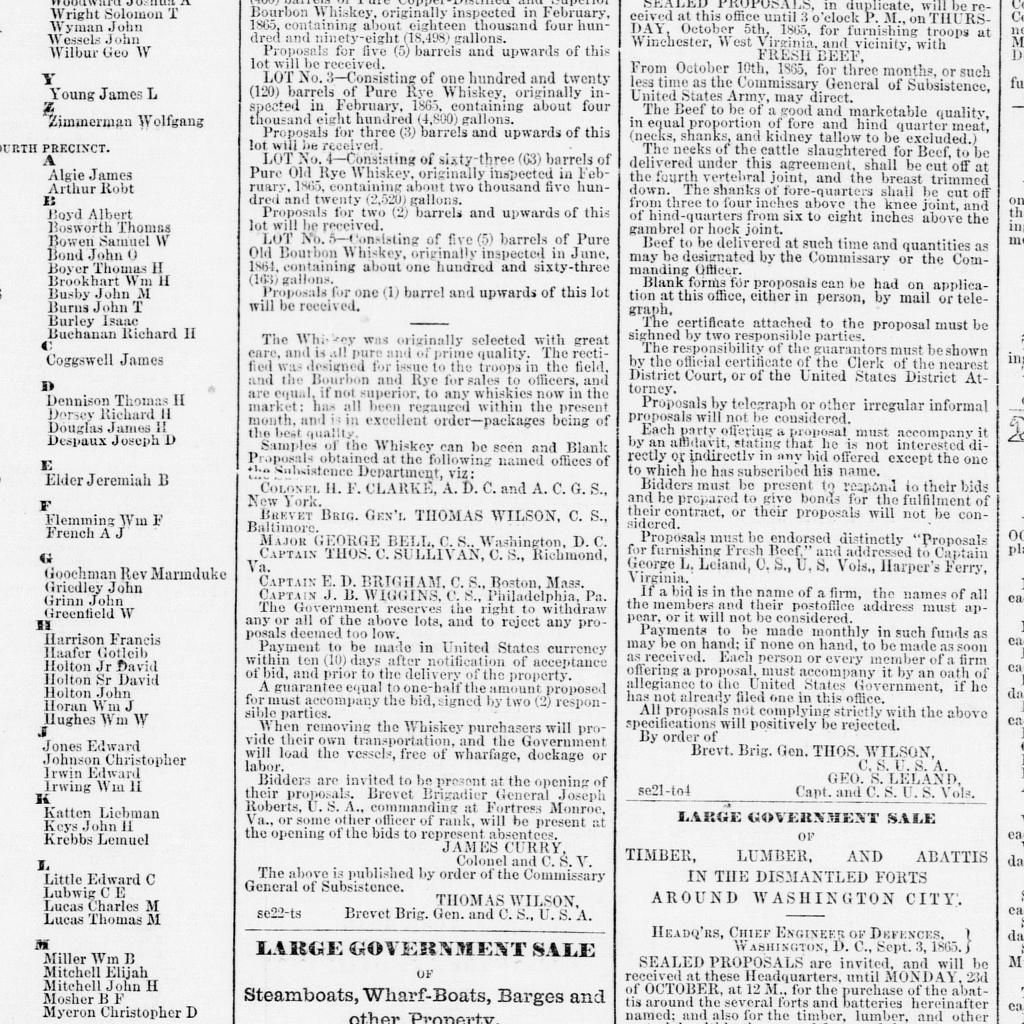 Wright Solomon T
Wyman John
Wessels John
Wilbur Geo W
Y
Young James L
Z
Zimmerman Wolfgang
OURTH PRECINCT.
A
Algie James
Arthur Robt
B
Boyd Albert
Bosworth Thomas
Bowen Samuel W
Bond John O
Boyer Thomas H
Brookhart Wm H
Busby John M
Burns John T
Burley Isaac
Buchanan Richard H
C
Coggswell James
D
Dennison Thomas H
Dorsey Richard H
Douglas James H
Despaux Joseph D
E
Elder Jeremiah B
F
Flemming Wm F
French A J
G
Goochman Rev Marmduke
Griedley John
Grinn John
Greenfield W
H
Harrison Francis
Haafer Gotleib
Holton Jr David
Holton Sr David
Holton John
Horan Wm J
Hughes Wm W
J
Jones Edward
Johnson Christopher
Irwin Edward
Irwing Wm H
K
Katten Liebman
Keys John H
Krebbs Lemuel
L
Little Edward C
Ludwig C E
Lucas Charles M
Lucas Thomas M
M
Miller Wm B
Mitchell Elijah
Mitchell John H
Mosher B F
Myeron Christopher D
Bourbon Whiskey, originally inspected in February,
1865, containing about eighteen thousand four hun-
dred and ninety-eight (18,498) gallons.
Proposals for five (5) barrels and upwards of this
lot will be received.
LOT No. 3—Consisting of one hundred and twenty
(120) barrels of Pure Rye Whiskey, originally in-
spected in February, 1865, containing about four
thousand eight hundred (4,800) gallons.
Proposals for three (3) barrels and upwards of this
lot will be received.
LOT No. 4—Consisting of sixty-three (63) barrels of
Pure Old Rye Whiskey, originally inspected in Feb-
ruary, 1865, containing about two thousand five hun-
dred and twenty (2,520) gallons.
Proposals for two (2) barrels and upwards of this
lot will be received.
LOT No. 5—Consisting of five (5) barrels of Pure
Old Bourbon Whiskey, originally inspected in June,
1864, containing about one hundred and sixty-three
(163) gallons.
Proposals for one (1) barrel and upwards of this lot
will be received.
The Whiskey was originally selected with great
care, and is all pure and of prime quality. The recti-
fied was designed for issue to the troops in the field,
and the Bourbon and Rye for sales to officers, and
are equal, if not superior, to any whiskies now in the
market; has all been regauged within the present
month, and is in excellent order—packages being of
the best quality.
Samples of the Whiskey can be seen and Blank
Proposals obtained at the following named offices of
the Subsistence Department, viz:
COLONEL H. F. CLARKE, A. D. C. and A. C. G. S.,
New York.
BREVET BRIG. GEN'L THOMAS WILSON, C. S.,
Baltimore.
MAJOR GEORGE BELL, C. S., Washington, D. C.
CAPTAIN THOS. C. SULLIVAN, C. S., Richmond,
Va.
CAPTAIN E. D. BRIGHAM, C. S., Boston, Mass.
CAPTAIN J. B. WIGGINS, C. S., Philadelphia, Pa.
The Government reserves the right to withdraw
any or all of the above lots, and to reject any pro-
posals deemed too low.
Payment to be made in United States currency
within ten (10) days after notification of acceptance
of bid, and prior to the delivery of the property.
A guarantee equal to one-half the amount proposed
for must accompany the bid, signed by two (2) respon-
sible parties.
When removing the Whiskey purchasers will pro-
vide their own transportation, and the Government
will load the vessels, free of wharfage, dockage or
labor.
Bidders are invited to be present at the opening of
their proposals. Brevet Brigadier General Joseph
Roberts, U. S. A., commanding at Fortress Monroe,
Va., or some other officer of rank, will be present at
the opening of the bids to represent absentees.
JAMES CURRY,
Colonel and C. S. V.
The above is published by order of the Commissary
General of Subsistence.
THOMAS WILSON,
se22-ts Brevet Brig. Gen. and C. S., U. S. A.
LARGE GOVERNMENT SALE
OF
Steamboats, Wharf-Boats, Barges and
other Property.
SEALED PROPOSALS, in duplicate, will be re-
ceived at this office until 3 o'clock P. M., on THURS-
DAY, October 5th, 1865, for furnishing troops at
Winchester, West Virginia, and vicinity, with
FRESH BEEF,
From October 10th, 1865, for three months, or such
less time as the Commissary General of Subsistence,
United States Army, may direct.
The Beef to be of a good and marketable quality,
in equal proportion of fore and hind quarter meat,
(necks, shanks, and kidney tallow to be excluded.)
The necks of the cattle slaughtered for Beef, to be
delivered under this agreement, shall be cut off at
the fourth vertebral joint, and the breast trimmed
down. The shanks of fore-quarters shall be cut off
from three to four inches above the knee joint, and
of hind-quarters from six to eight inches above the
gambrel or hock joint.
Beef to be delivered at such time and quantities as
may be designated by the Commissary or the Com-
manding Officer.
Blank forms for proposals can be had on applica-
tion at this office, either in person, by mail or tele-
graph.
The certificate attached to the proposal must be
sighned by two responsible parties.
The responsibility of the guarantors must be shown
by the official certificate of the Clerk of the nearest
District Court, or of the United States District At-
torney.
Proposals by telegraph or other irregular informal
proposals will not be considered.
Each party offering a proposal must accompany it
by an affidavit, stating that he is not interested di-
rectly or indirectly in any bid offered except the one
to which he has subscribed his name.
Bidders must be present to respond to their bids
and be prepared to give bonds for the fulfilment of
their contract, or their proposals will not be con-
sidered.
Proposals must be endorsed distinctly "Proposals
for furnishing Fresh Beef," and addressed to Captain
George L. Leland, C. S., U. S. Vols., Harper's Ferry,
Virginia.
If a bid is in the name of a firm, the names of all
the members and their postoffice address must ap-
pear, or it will not be considered.
Payments to be made monthly in such funds as
may be on hand; if none on hand, to be made as soon
as received. Each person or every member of a firm
offering a proposal, must accompany it by an oath of
allegiance to the United States Government, if he
has not already filed one in this office.
All proposals not complying strictly with the above
specifications will positively be rejected.
By order of
Brevt. Brig. Gen. THOS. WILSON,
C. S. U. S. A.
GEO. S. LELAND,
se21-to4 Capt. and C. S. U. S. Vols.
LARGE GOVERNMENT SALE
OF
TIMBER, LUMBER, AND ABATTIS
IN THE DISMANTLED FORTS
AROUND WASHINGTON CITY.
HEADQ'RS, CHIEF ENGINEER OF DEFENCES,
WASHINGTON, D. C., Sept. 3, 1865.
SEALED PROPOSALS are invited, and will be
received at these Headquarters, until MONDAY, 23d
of OCTOBER, at 12 M., for the purchase of the abat-
tis around the several forts and batteries hereinafter
named; and also for the timber, lumber, and other